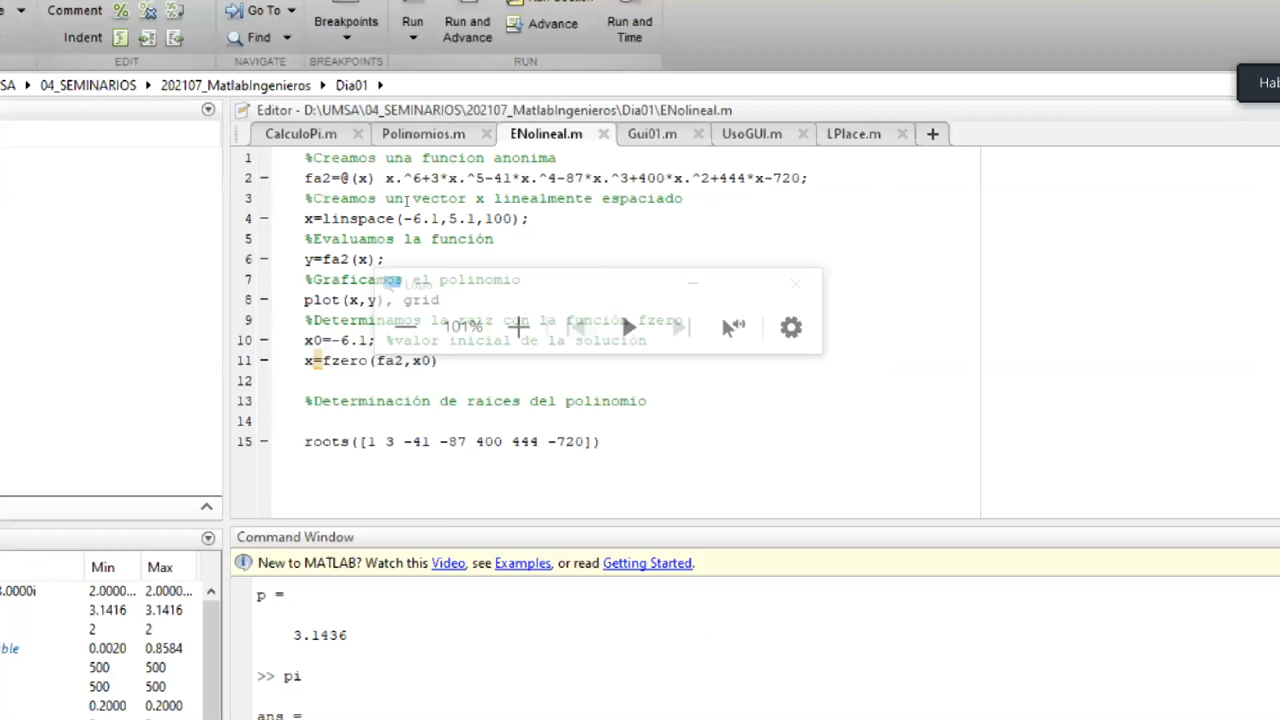 Comment
Go To
Breakpoints
Run
Run and
Advance
Advance
Run and
Time
Indent
Find
EDIT
NAVIGATE
BREAKPOINTS
RUN
SA ▸ 04_SEMINARIOS ▸ 202107_MatlabIngenieros ▸ Dia01 ▸
Hab
Editor - D:\UMSA\04_SEMINARIOS\202107_MatlabIngenieros\Dia01\ENolineal.m
CalculoPi.m
Polinomios.m
ENolineal.m
Gui01.m
UsoGUI.m
LPlace.m
1 %Creamos una funcion anonima
2 – fa2=@(x) x.^6+3*x.^5-41*x.^4-87*x.^3+400*x.^2+444*x-720;
3 %Creamos un vector x linealmente espaciado
4 – x=linspace(-6.1,5.1,100);
5 %Evaluamos la función
6 – y=fa2(x);
7 %Graficamos el polinomio
Lupa
8 – plot(x,y), grid
9 %Determinamos la raiz con la función fzero
101%
10 – x0=-6.1; %valor inicial de la solución
11 – x=fzero(fa2,x0)
12
13 %Determinación de raices del polinomio
14
15 – roots([1 3 -41 -87 400 444 -720])
Command Window
New to MATLAB? Watch this Video, see Examples, or read Getting Started.
Min Max
.0000i 2.0000... 2.0000...
3.1416 3.1416
2 2
ble 0.0020 0.8584
500 500
500 500
0.2000 0.2000
p =
3.1436
>> pi
ans =